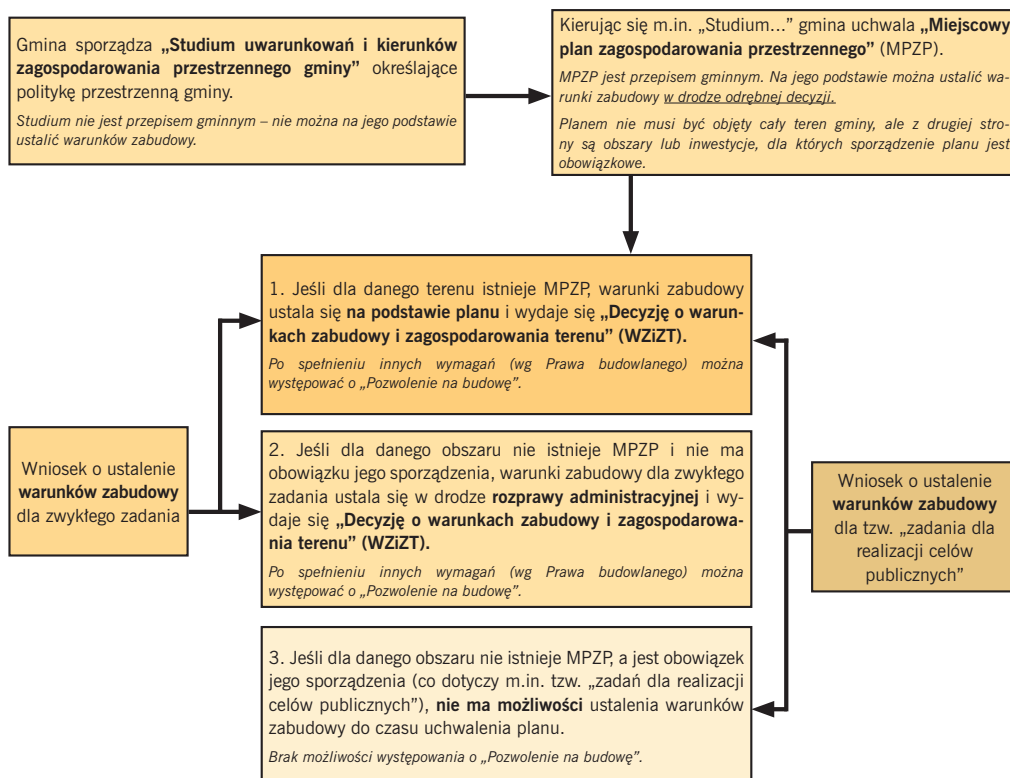 Gmina sporządza „Studium uwarunkowań i kierunków
zagospodarowania przestrzennego gminy” określające
politykę przestrzenną gminy.
Studium nie jest przepisem gminnym – nie można na jego podstawie
ustalić warunków zabudowy.
Kierując się m.in. „Studium...” gmina uchwala „Miejscowy
plan zagospodarowania przestrzennego” (MPZP).
MPZP jest przepisem gminnym. Na jego podstawie można ustalić wa-
runki zabudowy w drodze odrębnej decyzji.
Planem nie musi być objęty cały teren gminy, ale z drugiej stro-
ny są obszary lub inwestycje, dla których sporządzenie planu jest
obowiązkowe.
1. Jeśli dla danego terenu istnieje MPZP, warunki zabudowy
ustala się na podstawie planu i wydaje się „Decyzję o warun-
kach zabudowy i zagospodarowania terenu” (WZiZT).
Po spełnieniu innych wymagań (wg Prawa budowlanego) można
występować o „Pozwolenie na budowę”.
Wniosek o ustalenie
warunków zabudowy
dla zwykłego zadania
2. Jeśli dla danego obszaru nie istnieje MPZP i nie ma
obowiązku jego sporządzenia, warunki zabudowy dla zwykłego
zadania ustala się w drodze rozprawy administracyjnej i wy-
daje się „Decyzję o warunkach zabudowy i zagospodarowa-
nia terenu” (WZiZT).
Po spełnieniu innych wymagań (wg Prawa budowlanego) można
występować o „Pozwolenie na budowę”.
Wniosek o ustalenie
warunków zabudowy
dla tzw. „zadania dla
realizacji celów
publicznych”
3. Jeśli dla danego obszaru nie istnieje MPZP, a jest obowiązek
jego sporządzenia (co dotyczy m.in. tzw. „zadań dla realizacji
celów publicznych”), nie ma możliwości ustalenia warunków
zabudowy do czasu uchwalenia planu.
Brak możliwości występowania o „Pozwolenie na budowę”.